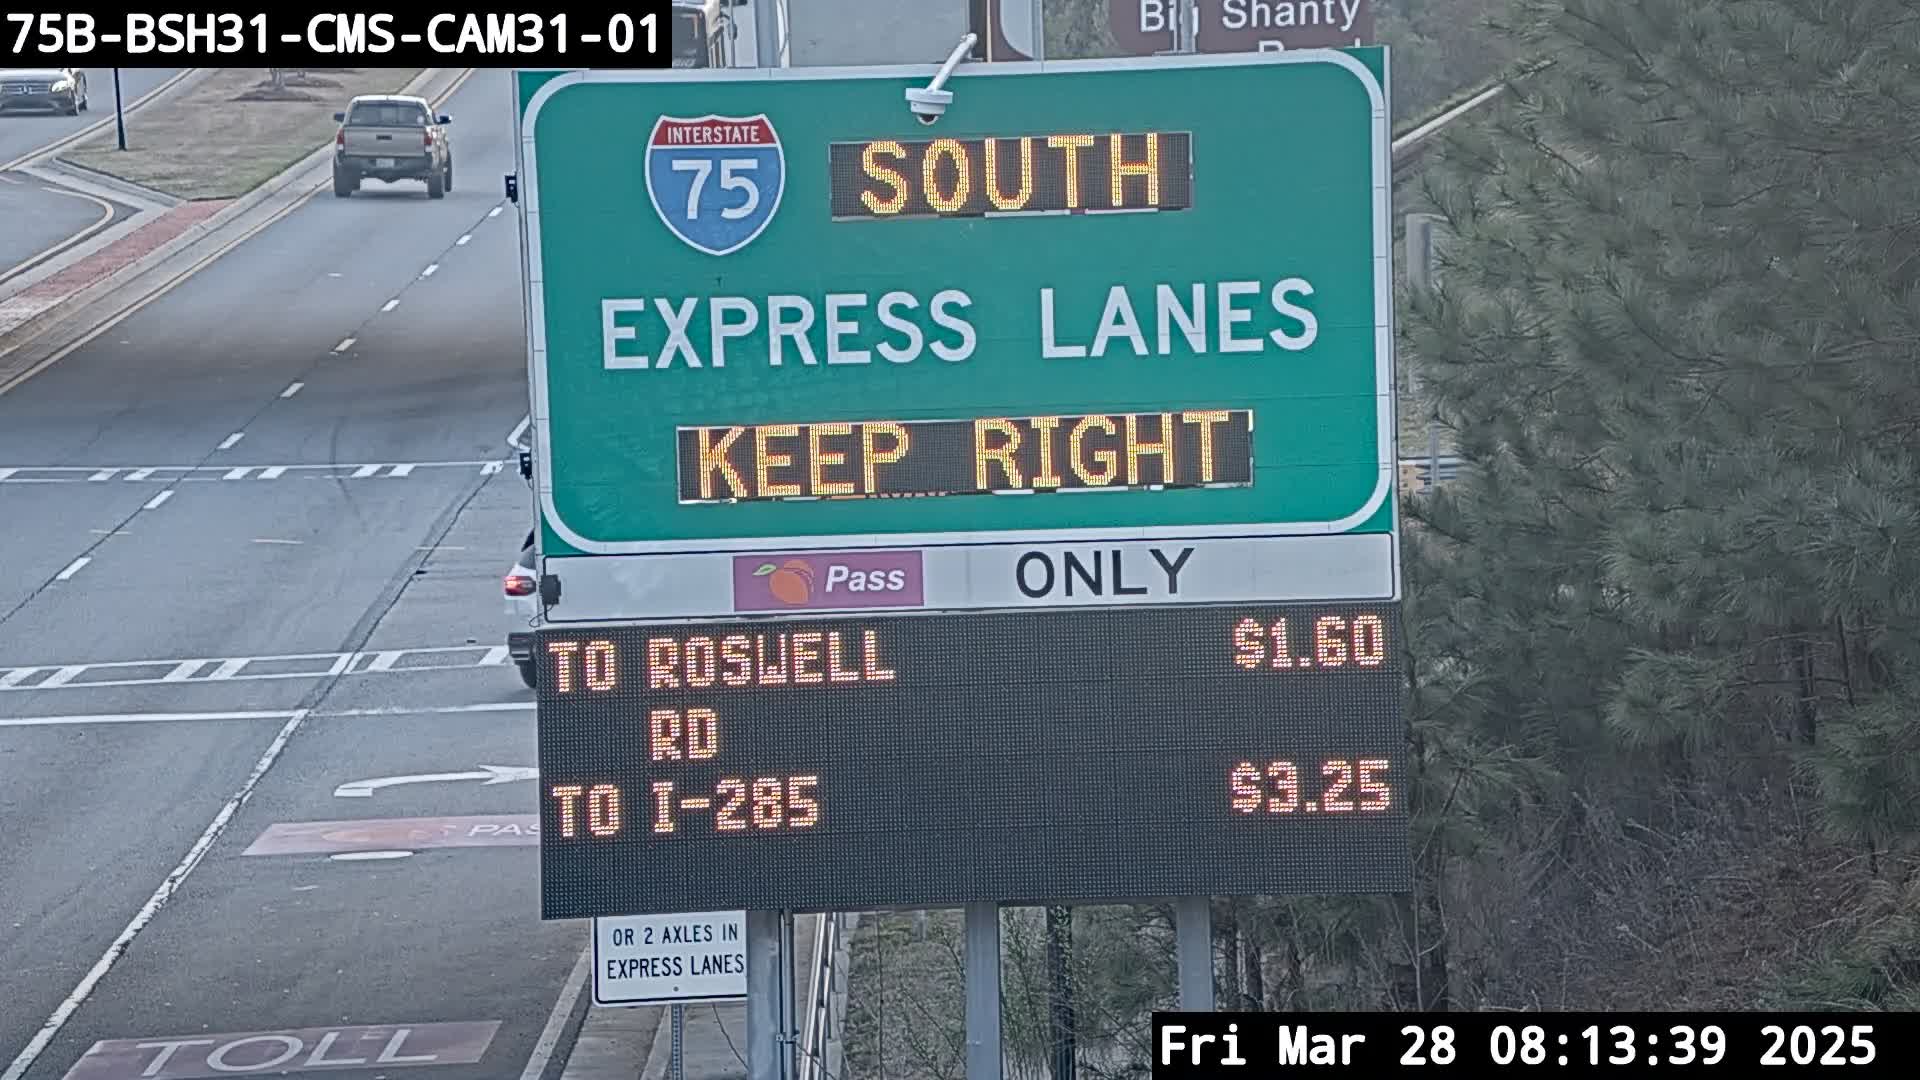 75B-BSH31-CMS-CAM31-01
Big Shanty
INTERSTATE
75
SOUTH
EXPRESS LANES
KEEP RIGHT
Pass ONLY
TO ROSWELL $1.60
RD
TO I-285 $3.25
PAS
OR 2 AXLES IN
EXPRESS LANES
TOLL
Fri Mar 28 08:13:39 2025